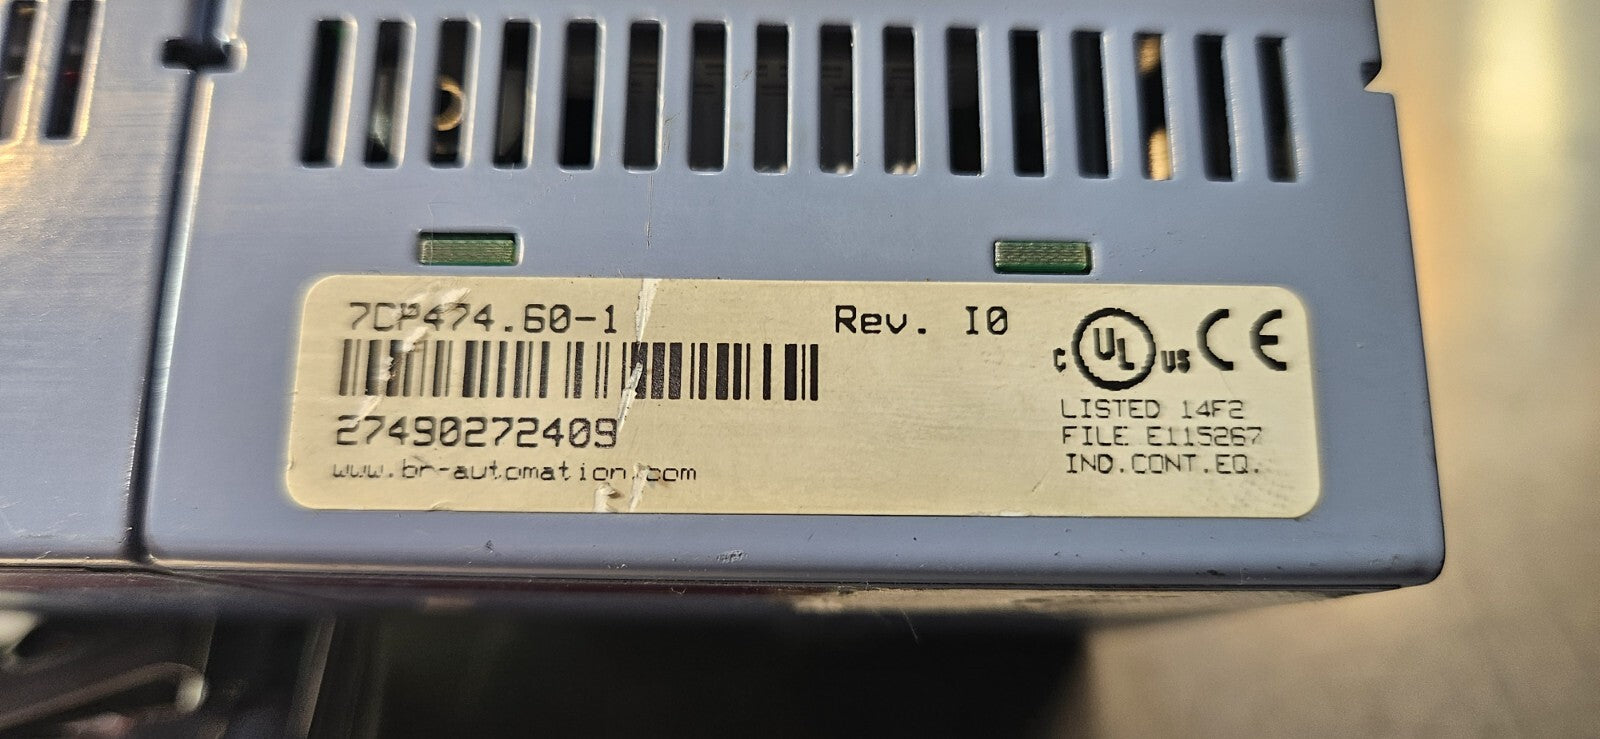 7CP474.60-1 Rev. I0
27490272409
www.br-automation.com
C UL US CE
LISTED 14F2
FILE E115267
IND.CONT.EQ.